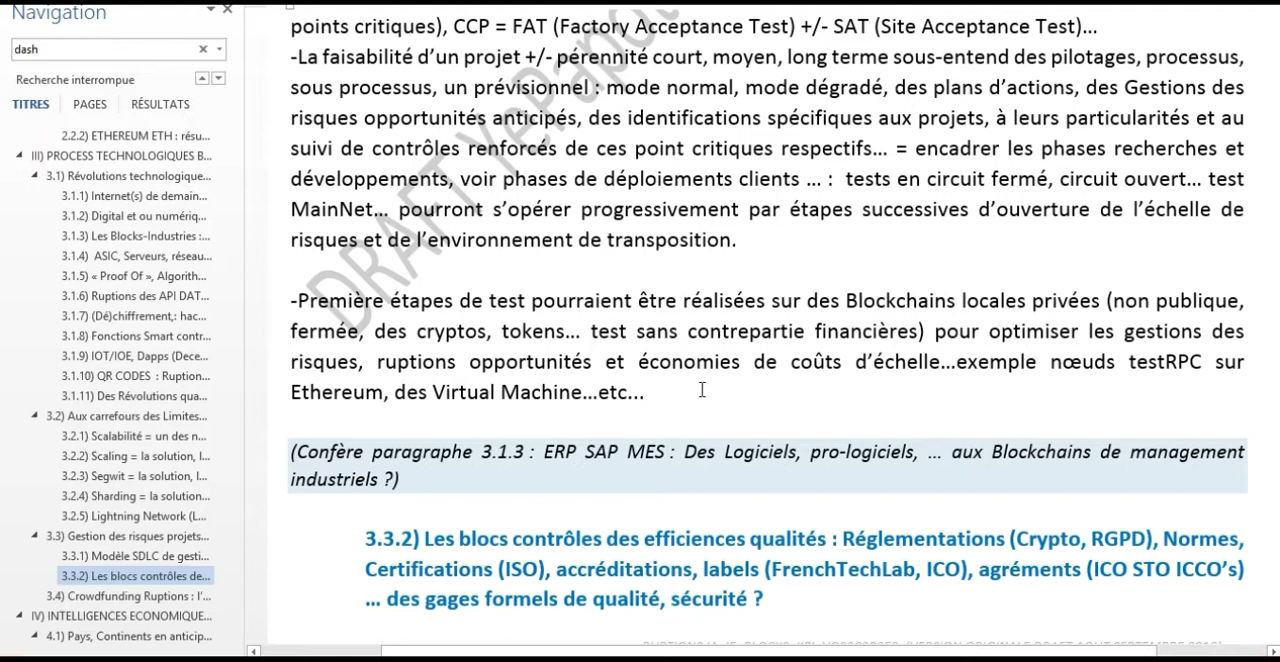 Navigation
dash
Recherche interrompue
TITRES PAGES RÉSULTATS
2.2.2) ETHEREUM ETH : résu...
III) PROCESS TECHNOLOGIQUES B...
3.1) Révolutions technologique...
3.1.1) Internet(s) de demain...
3.1.2) Digital et ou numériq...
3.1.3) Les Blocks-Industries :...
3.1.4) ASIC, Serveurs, réseau...
3.1.5) « Proof Of », Algorith...
3.1.6) Ruptions des API DAT...
3.1.7) (Dé)chiffrement,: hac...
3.1.8) Fonctions Smart contr...
3.1.9) IOT/IOE, Dapps (Dece...
3.1.10) QR CODES : Ruption...
3.1.11) Des Révolutions qua...
3.2) Aux carrefours des Limites...
3.2.1) Scalabilité = un des n...
3.2.2) Scaling = la solution, l...
3.2.3) Segwit = la solution, l...
3.2.4) Sharding = la solution...
3.2.5) Lightning Network (L...
3.3) Gestion des risques projets...
3.3.1) Modèle SDLC de gesti...
3.3.2) Les blocs contrôles de...
3.4) Crowdfunding Ruptions : l'...
IV) INTELLIGENCES ECONOMIQUE...
4.1) Pays, Continents en anticip...
points critiques), CCP = FAT (Factory Acceptance Test) +/- SAT (Site Acceptance Test)...
-La faisabilité d'un projet +/- pérennité court, moyen, long terme sous-entend des pilotages, processus,
sous processus, un prévisionnel : mode normal, mode dégradé, des plans d'actions, des Gestions des
risques opportunités anticipés, des identifications spécifiques aux projets, à leurs particularités et au
suivi de contrôles renforcés de ces point critiques respectifs... = encadrer les phases recherches et
développements, voir phases de déploiements clients ... : tests en circuit fermé, circuit ouvert... test
MainNet... pourront s'opérer progressivement par étapes successives d'ouverture de l'échelle de
risques et de l'environnement de transposition.
-Première étapes de test pourraient être réalisées sur des Blockchains locales privées (non publique,
fermée, des cryptos, tokens... test sans contrepartie financières) pour optimiser les gestions des
risques, ruptions opportunités et économies de coûts d'échelle...exemple nœuds testRPC sur
Ethereum, des Virtual Machine...etc...
(Confère paragraphe 3.1.3 : ERP SAP MES : Des Logiciels, pro-logiciels, ... aux Blockchains de management
industriels ?)
3.3.2) Les blocs contrôles des efficiences qualités : Réglementations (Crypto, RGPD), Normes,
Certifications (ISO), accréditations, labels (FrenchTechLab, ICO), agréments (ICO STO ICCO's)
... des gages formels de qualité, sécurité ?
DRAFT